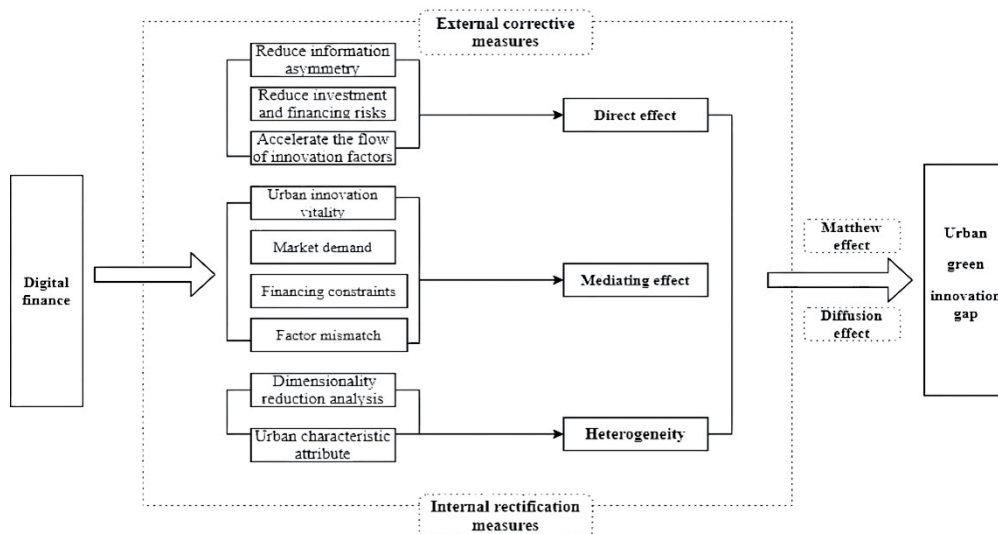 External corrective
measures
Reduce information
asymmetry
Reduce investment
and financing risks
Accelerate the flow
of innovation factors
Direct effect
Urban innovation
vitality
Market demand
Financing constraints
Factor mismatch
Mediating effect
Dimensionality
reduction analysis
Urban characteristic
attribute
Heterogeneity
Digital
finance
Matthew
effect
Diffusion
effect
Urban
green
innovation
gap
Internal rectification
measures